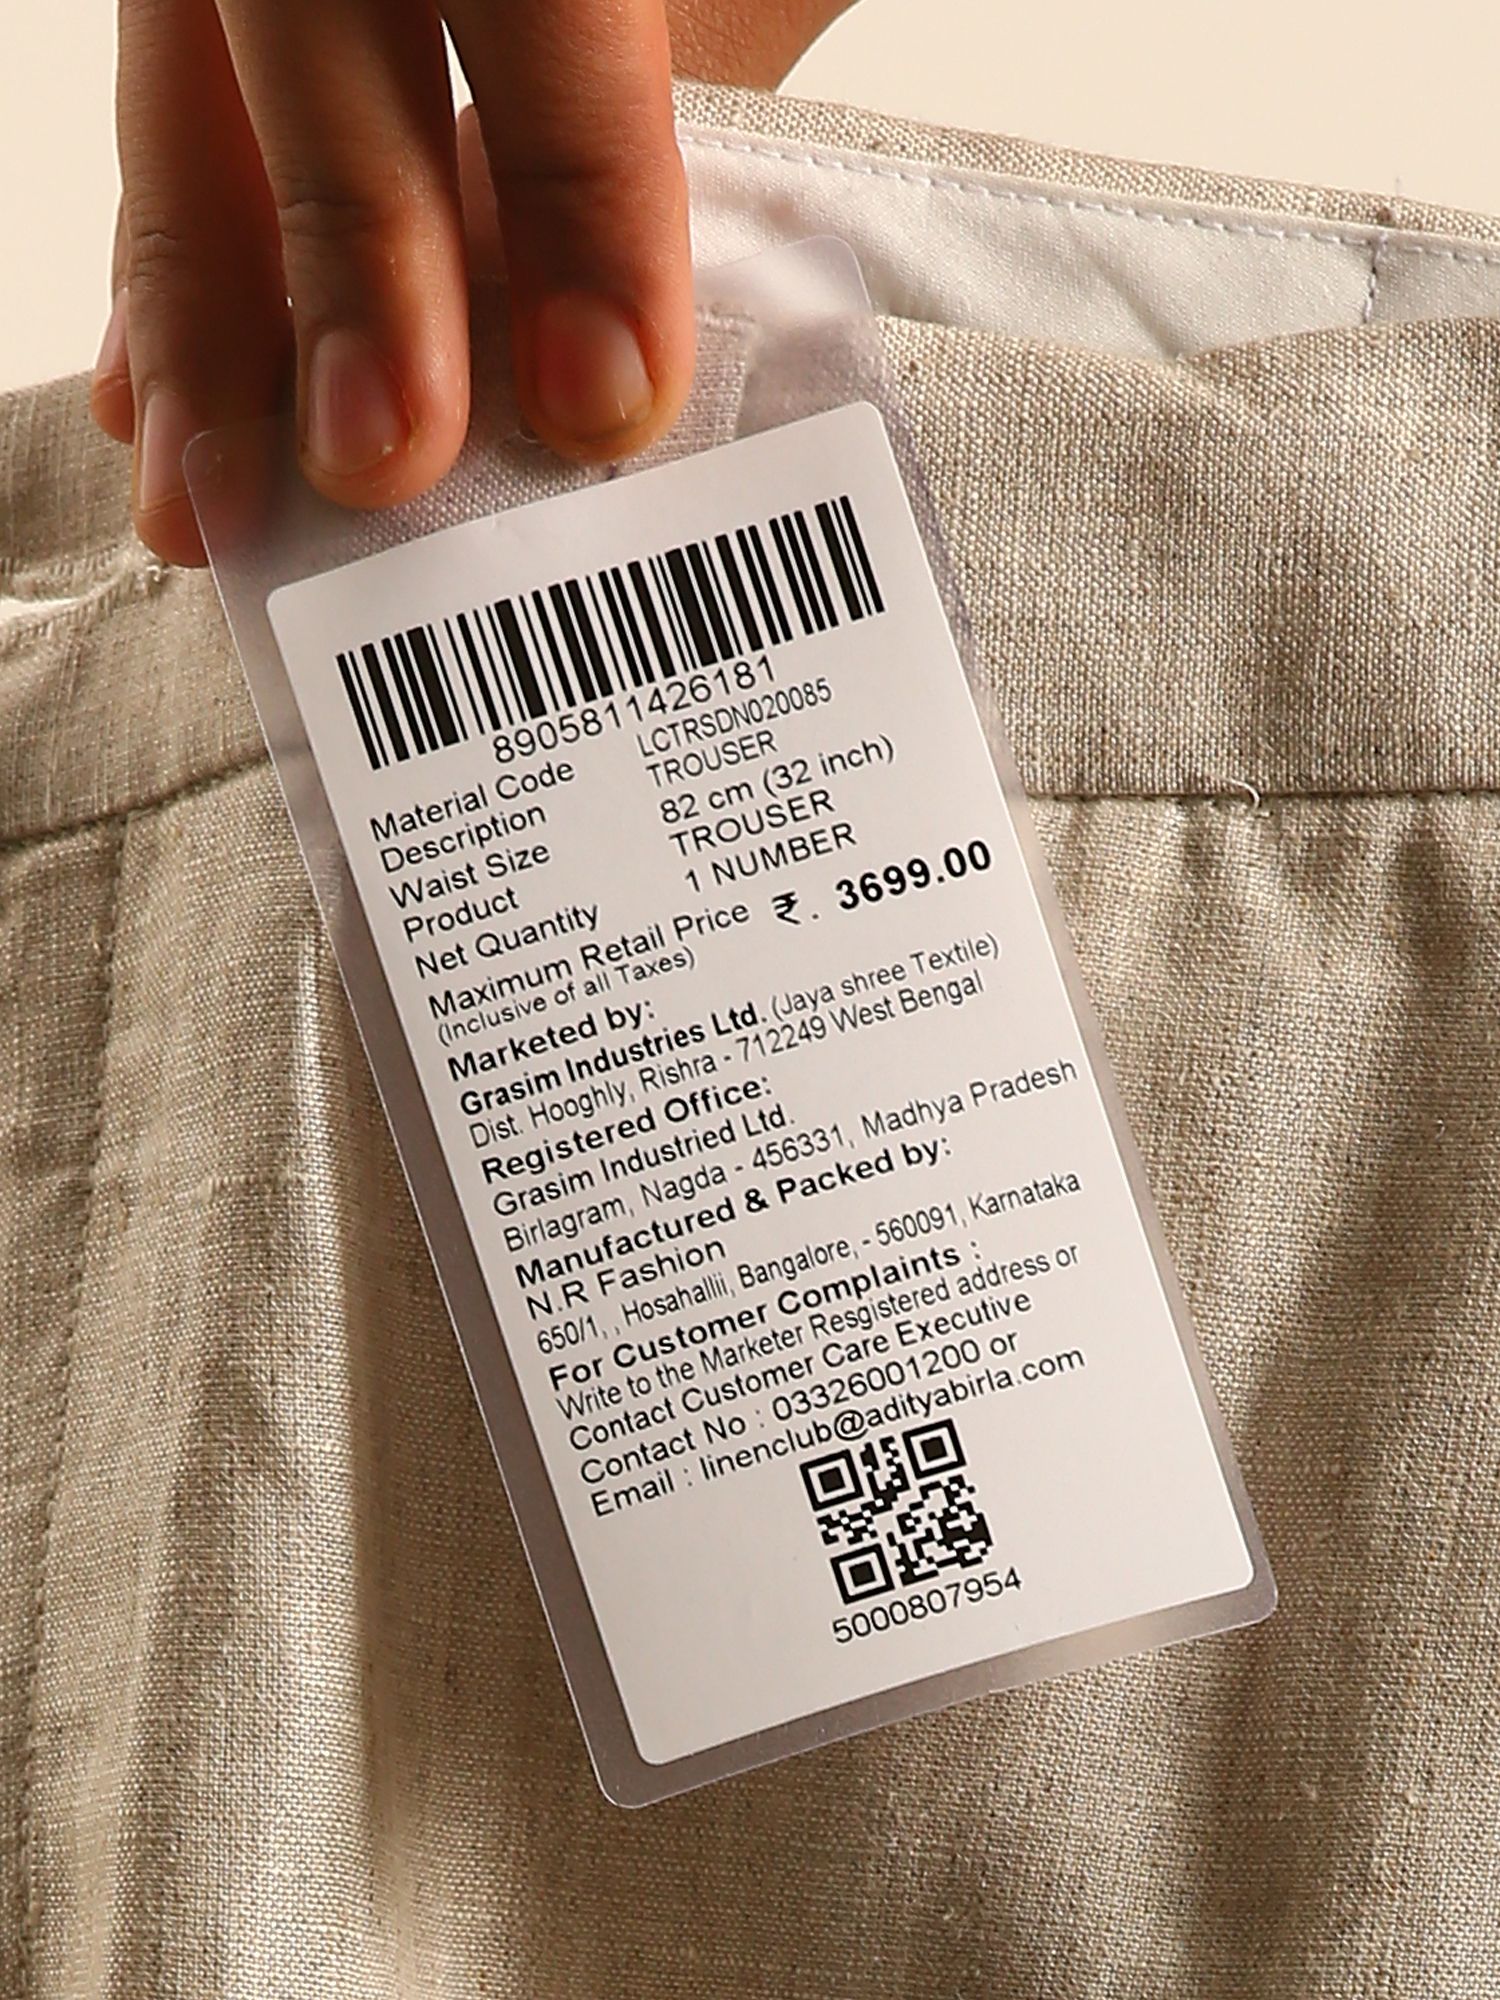 8905811426181
Material Code LCTRSDN020085
Description TROUSER
Waist Size 82 cm (32 inch)
Product TROUSER
Net Quantity 1 NUMBER
Maximum Retail Price ₹. 3699.00
(Inclusive of all Taxes)
Marketed by:
Grasim Industries Ltd. (Jaya shree Textile)
Dist. Hooghly, Rishra - 712249 West Bengal
Registered Office:
Grasim Industried Ltd.
Birlagram, Nagda - 456331, Madhya Pradesh
Manufactured & Packed by:
N.R Fashion
650/1, , Hosahallii, Bangalore, - 560091, Karnataka
For Customer Complaints :
Write to the Marketer Resgistered address or
Contact Customer Care Executive
Contact No : 03326001200 or
Email : linenclub@adityabirla.com
5000807954